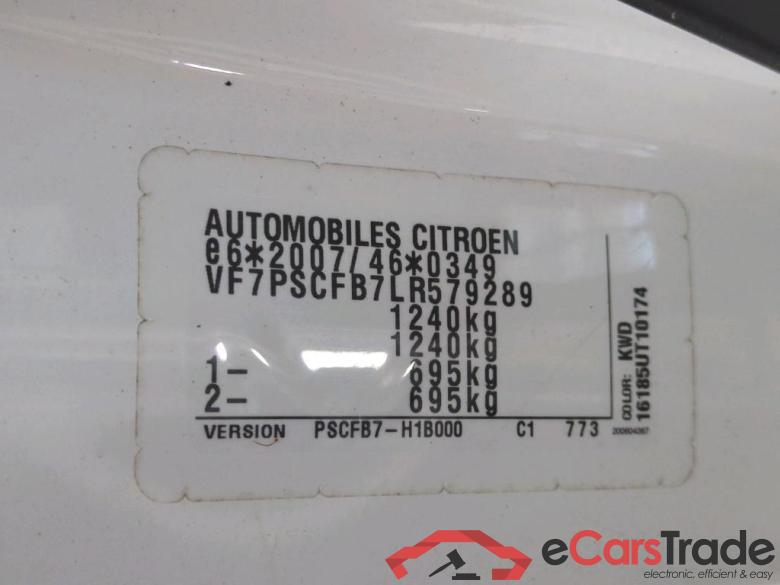 AUTOMOBILES CITROEN
e6*2007/46*0349
VF7PSCFB7LR579289
1240kg
1240kg
1- 695kg
2- 695kg
VERSION PSCFB7-H1B000 C1 773
COLOR: KWD
16185UT10174
eCarsTrade
electronic, efficient & easy